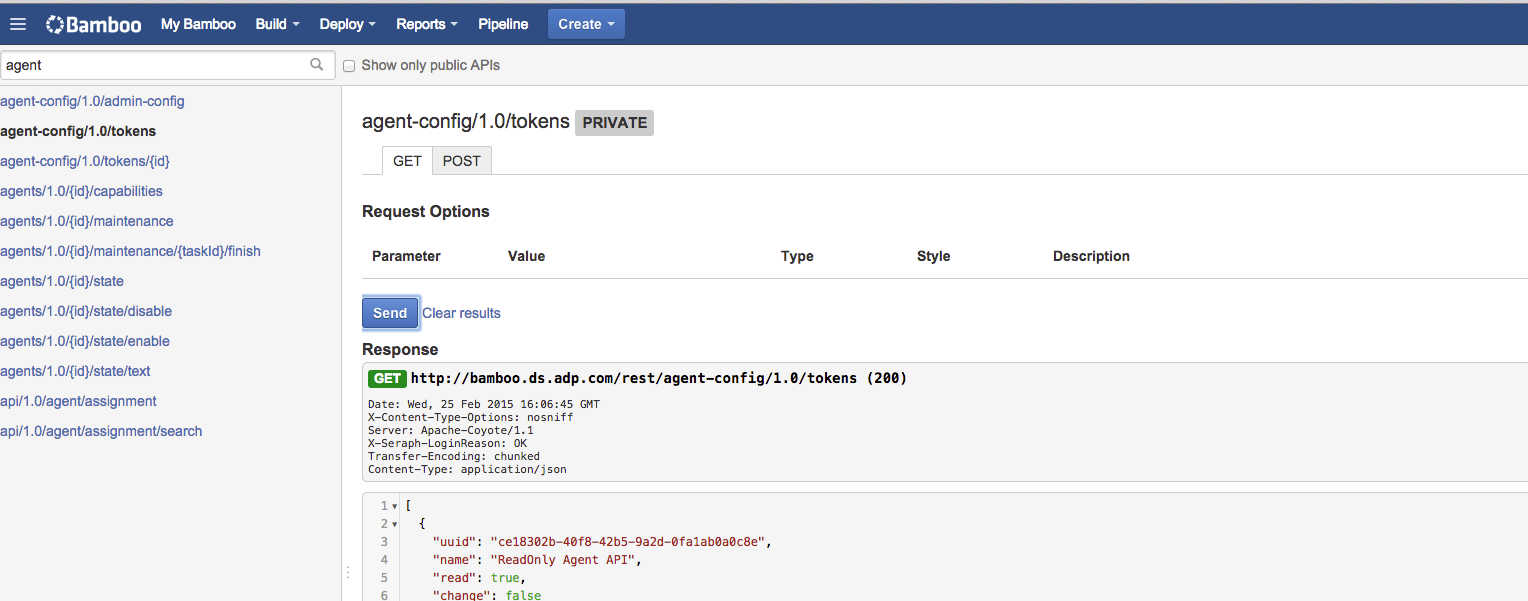 Bamboo My Bamboo Build Deploy Reports Pipeline Create
agent Show only public APIs
agent-config/1.0/admin-config
agent-config/1.0/tokens
agent-config/1.0/tokens/{id}
agents/1.0/{id}/capabilities
agents/1.0/{id}/maintenance
agents/1.0/{id}/maintenance/{taskId}/finish
agents/1.0/{id}/state
agents/1.0/{id}/state/disable
agents/1.0/{id}/state/enable
agents/1.0/{id}/state/text
api/1.0/agent/assignment
api/1.0/agent/assignment/search
agent-config/1.0/tokens PRIVATE
GET POST
Request Options
Parameter Value Type Style Description
Send Clear results
Response
GET http://bamboo.ds.adp.com/rest/agent-config/1.0/tokens (200)
Date: Wed, 25 Feb 2015 16:06:45 GMT
X-Content-Type-Options: nosniff
Server: Apache-Coyote/1.1
X-Seraph-LoginReason: OK
Transfer-Encoding: chunked
Content-Type: application/json
1 [
2 {
3 "uuid": "ce18302b-40f8-42b5-9a2d-0fa1ab0a0c8e",
4 "name": "ReadOnly Agent API",
5 "read": true,
6 "change": false